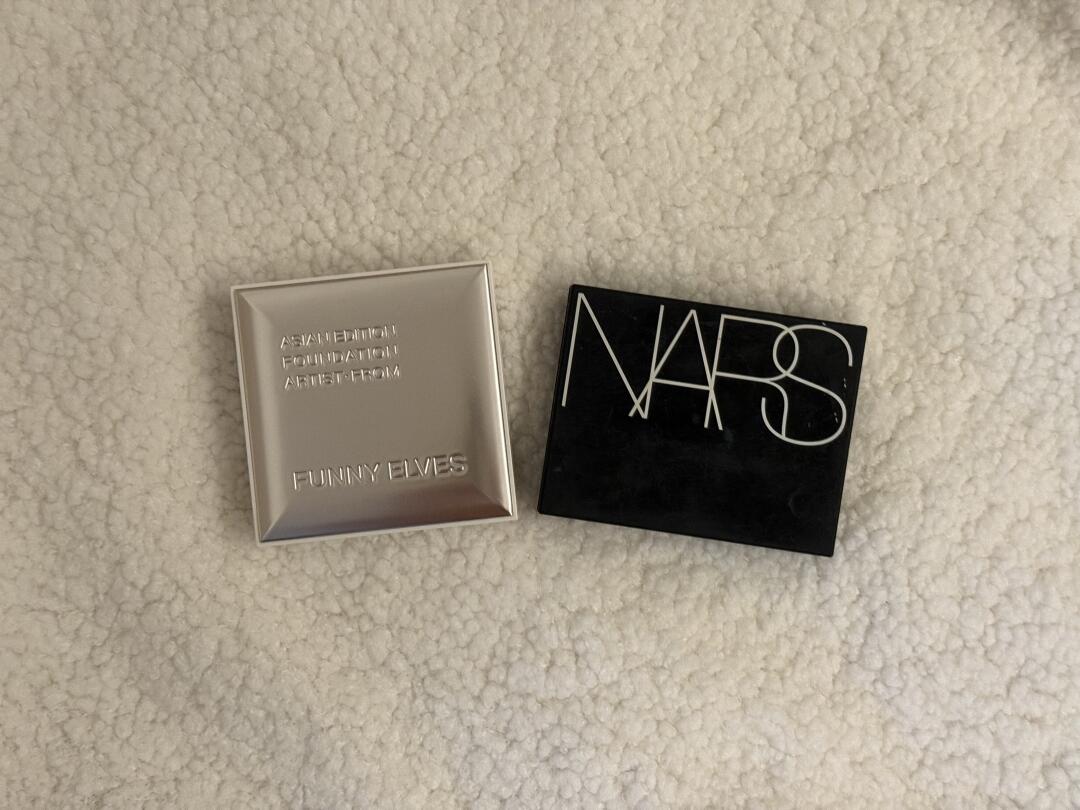 ASIAN EDITION
FOUNDATION
ARTIST·FROM
FUNNY ELVES
NARS